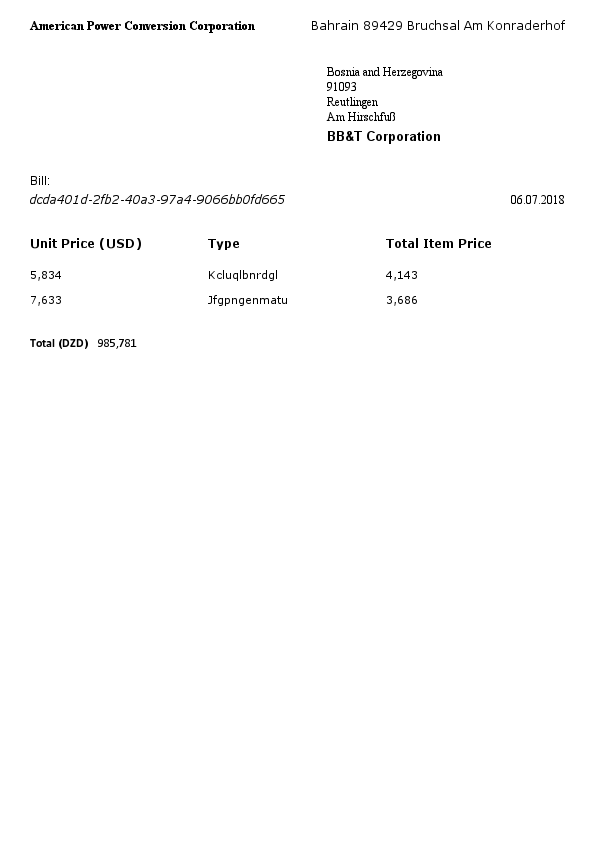 American Power Conversion Corporation Bahrain 89429 Bruchsal Am Konraderhof
Bosnia and Herzegovina
91093
Reutlingen
Am Hirschfuß
BB&T Corporation
Bill:
dcda401d-2fb2-40a3-97a4-9066bb0fd665 06.07.2018
Unit Price (USD) Type Total Item Price
5,834 Kcluqlbnrdgl 4,143
7,633 Jfgpngenmatu 3,686
Total (DZD) 985,781